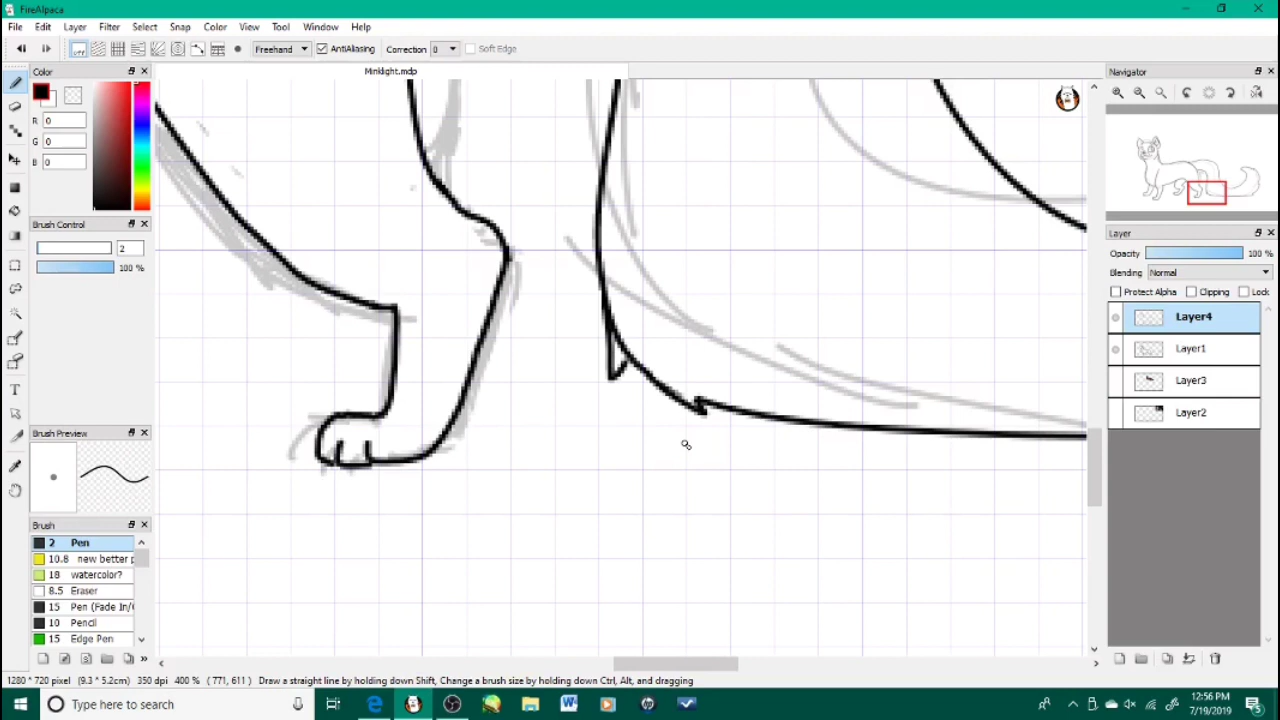 FireAlpaca
File Edit Layer Filter Select Snap Color View Tool Window Help
off Freehand AntiAliasing Correction 0 Soft Edge
Color Minklight.mdp Navigator
R 0
G 0
B 0
Brush Control
2
100 %
Layer
Opacity 100 %
Blending Normal
Protect Alpha Clipping Lock
Layer4
Layer1
Layer3
Layer2
Brush Preview
Brush
2 Pen
10.8 new better p
18 watercolor?
8.5 Eraser
15 Pen (Fade In/
10 Pencil
15 Edge Pen
1280 * 720 pixel (9.3 * 5.2cm) 350 dpi 400 % (771, 611) Draw a straight line by holding down Shift, Change a brush size by holding down Ctrl, Alt, and dragging
Type here to search
12:56 PM
7/19/2019